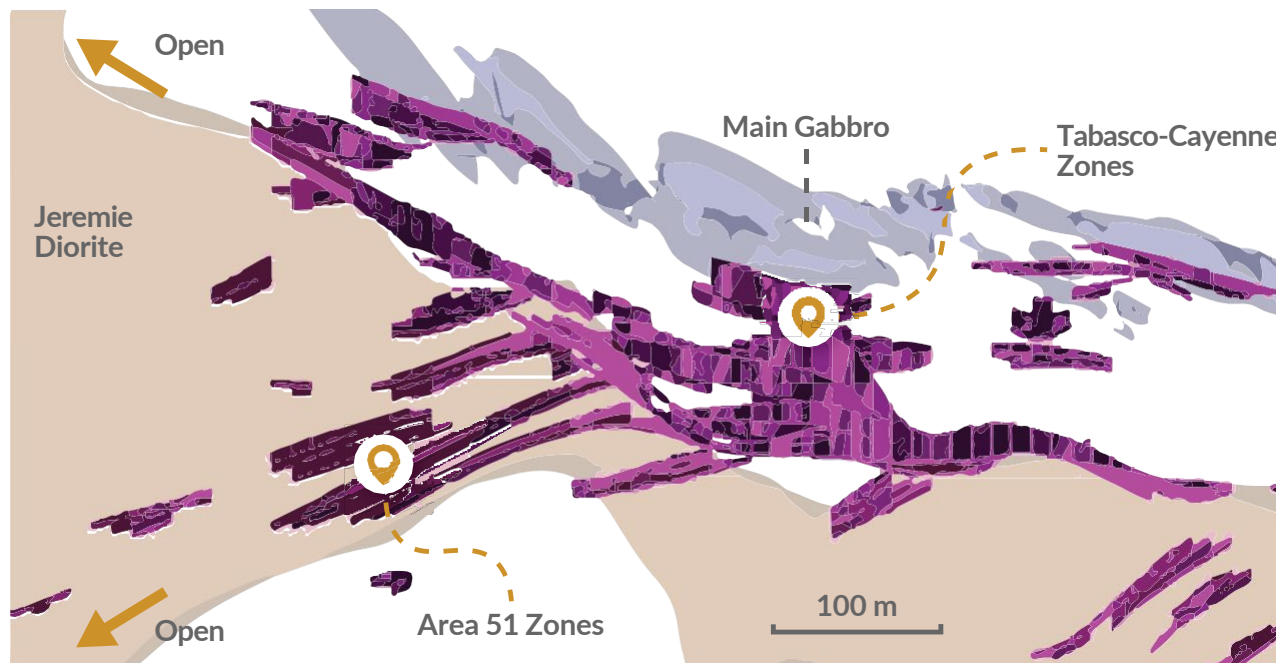 Open
Main Gabbro
Tabasco-Cayenne
Zones
Jeremie
Diorite
100 m
Area 51 Zones
Open